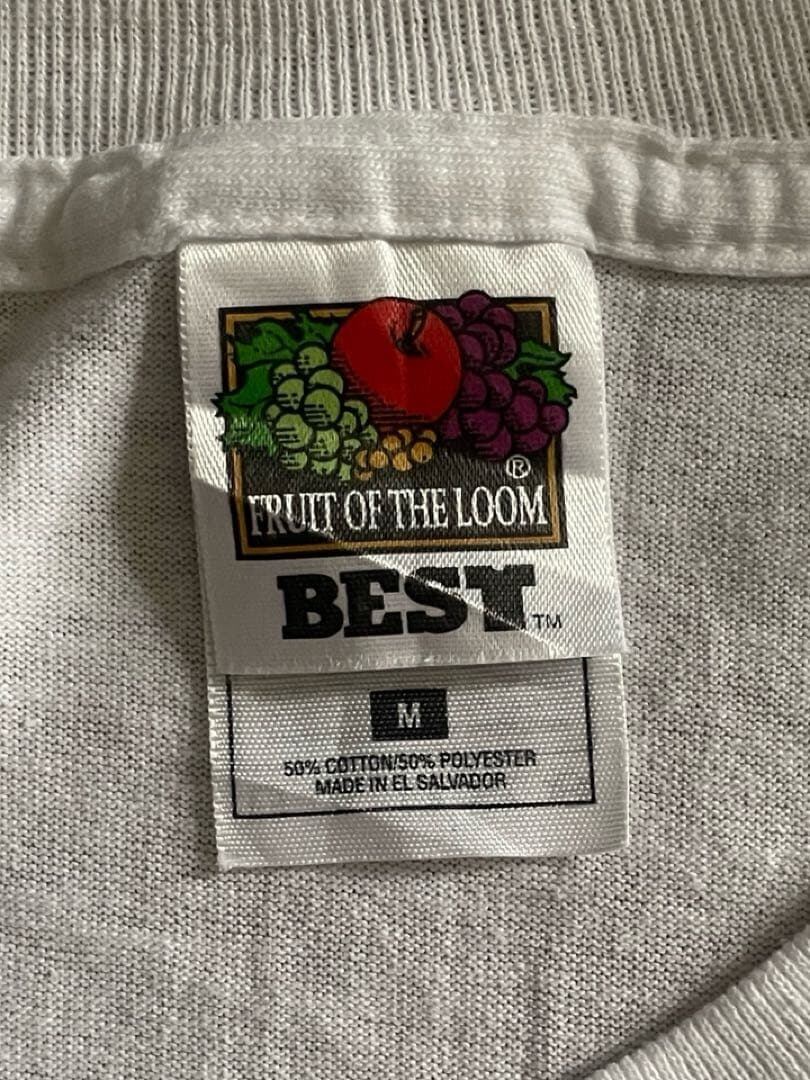 ®
FRUIT OF THE LOOM
BEST™
M
50% COTTON/50% POLYESTER
MADE IN EL SALVADOR